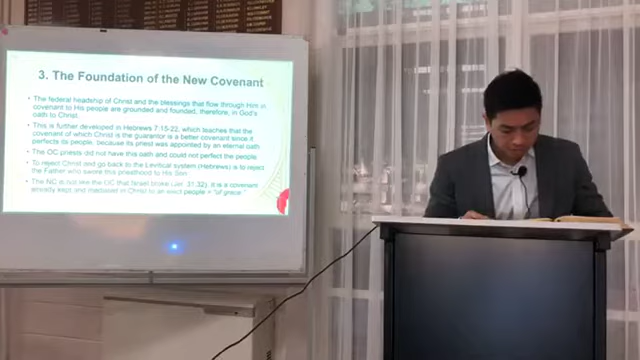 3. The Foundation of the New Covenant
• The federal headship of Christ and the blessings that flow through Him in
covenant to His people are grounded and founded, therefore, in God's
oath to Christ.
• This is further developed in Hebrews 7:15-22, which teaches that the
covenant of which Christ is the guarantor is a better covenant since it
perfects its people, because its priest was appointed by an eternal oath
• The OC priests did not have this oath and could not perfect the people
• To reject Christ and go back to the Levitical system (Hebrews) is to reject
the Father who swore this priesthood to His Son
• The NC is not like the OC that Israel broke (Jer. 31:32), it is a covenant
already kept and mediated in Christ to an elect people = "of grace"